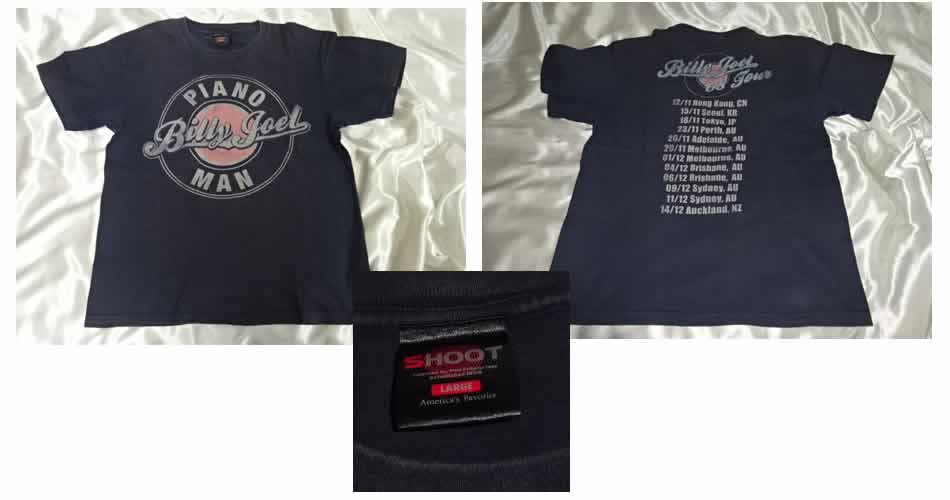 PIANO
Billy Joel
MAN
Billy Joel
08 Tour
12/11 Hong Kong, CN
15/11 Seoul, KR
18/11 Tokyo, JP
23/11 Perth, AU
26/11 Adelaide, AU
29/11 Melbourne, AU
01/12 Melbourne, AU
04/12 Brisbane, AU
06/12 Brisbane, AU
09/12 Sydney, AU
11/12 Sydney, AU
14/12 Auckland, NZ
SHOOT
LARGE
America's Favorite